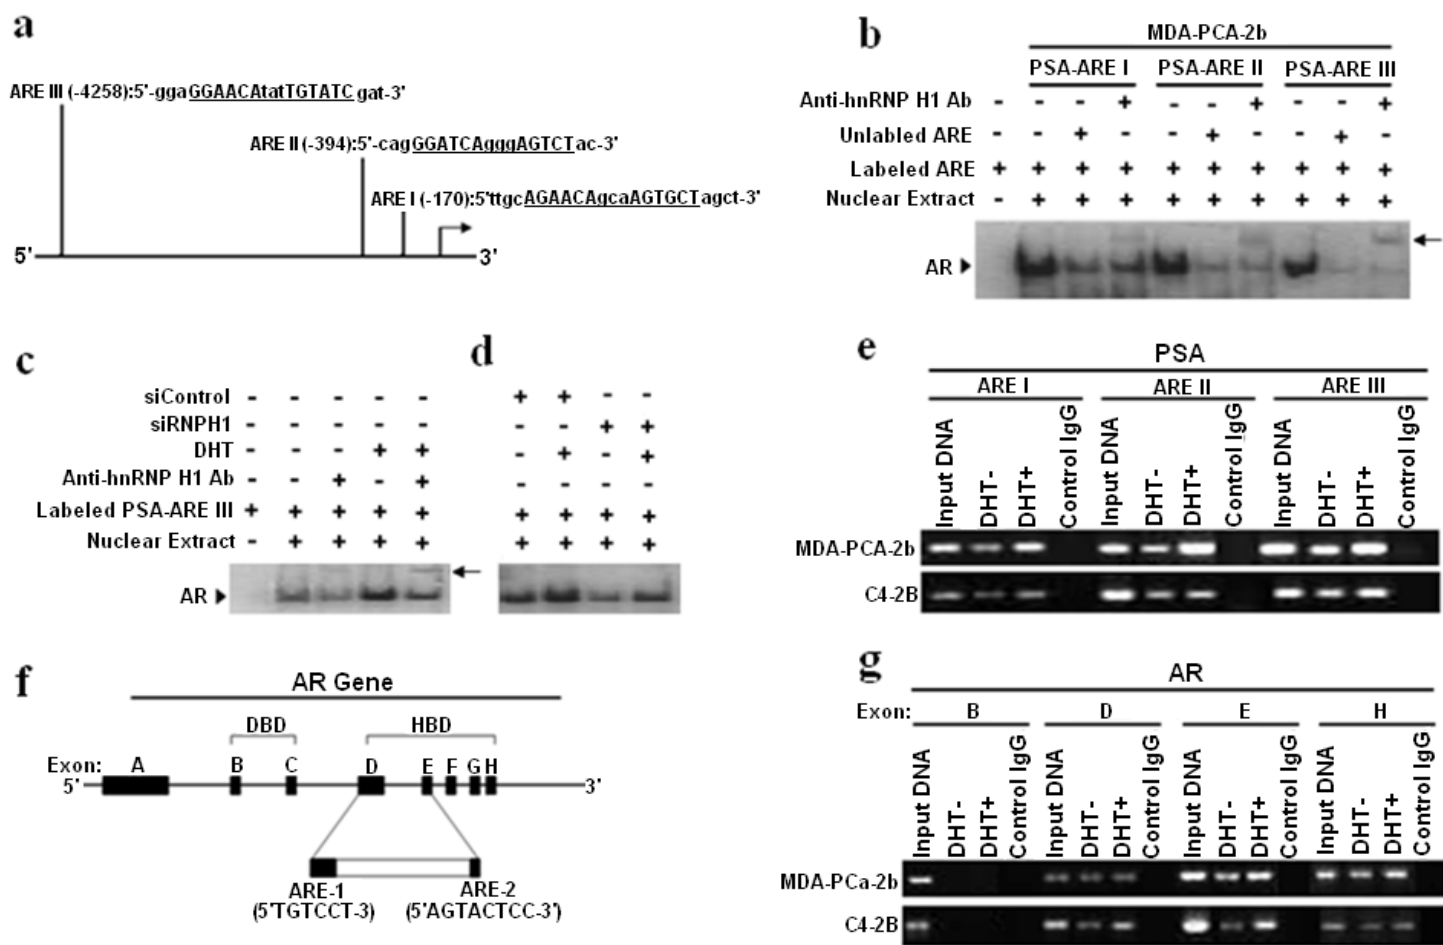 a
ARE III (-4258):5'-ggaGGAACAtatTGTATCgat-3'
ARE II (-394):5'-cagGGATCAgggAGTCTac-3'
ARE I (-170):5'ttgcAGAACAgcaAGTGCTagct-3'
5' 3'
b
MDA-PCA-2b
PSA-ARE I PSA-ARE II PSA-ARE III
Anti-hnRNP H1 Ab - - - + - - + - - +
Unlabled ARE - - + - - + - - + -
Labeled ARE + + + + + + + + + +
Nuclear Extract - + + + + + + + + +
AR
c
siControl - - - - -
siRNPH1 - - - - -
DHT - - - + +
Anti-hnRNP H1 Ab - - + - +
Labeled PSA-ARE III + + + + +
Nuclear Extract - + + + +
AR
d
+ + - -
- - + +
- + - +
- - - -
+ + + +
+ + + +
e
PSA
ARE I ARE II ARE III
Input DNA DHT- DHT+ Control IgG Input DNA DHT- DHT+ Control IgG Input DNA DHT- DHT+ Control IgG
MDA-PCA-2b
C4-2B
f
AR Gene
DBD HBD
Exon: A B C D E F G H
5' 3'
ARE-1 ARE-2
(5'TGTCCT-3) (5'AGTACTCC-3')
g
AR
Exon: B D E H
Input DNA DHT- DHT+ Control IgG Input DNA DHT- DHT+ Control IgG Input DNA DHT- DHT+ Control IgG Input DNA DHT- DHT+ Control IgG
MDA-PCa-2b
C4-2B